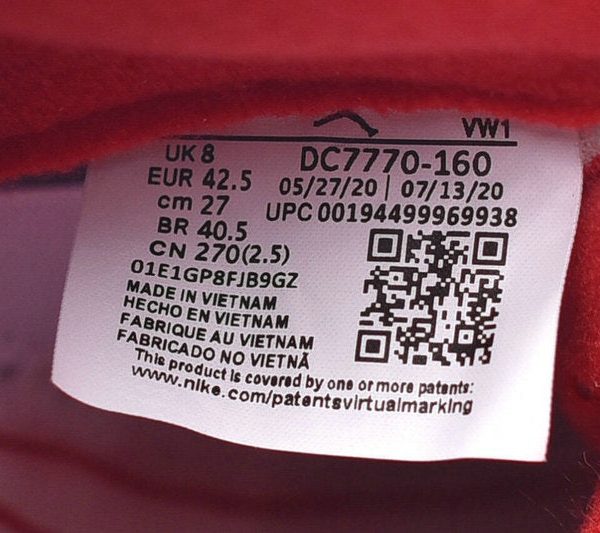 VW1
UK 8
EUR 42.5
cm 27
BR 40.5
CN 270(2.5)
DC7770-160
05/27/20 | 07/13/20
UPC 00194499969938
01E1GP8FJB9GZ
MADE IN VIETNAM
HECHO EN VIETNAM
FABRIQUE AU VIETNAM
FABRICADO NO VIETNÃ
This product is covered by one or more patents:
www.nike.com/patentsvirtualmarking